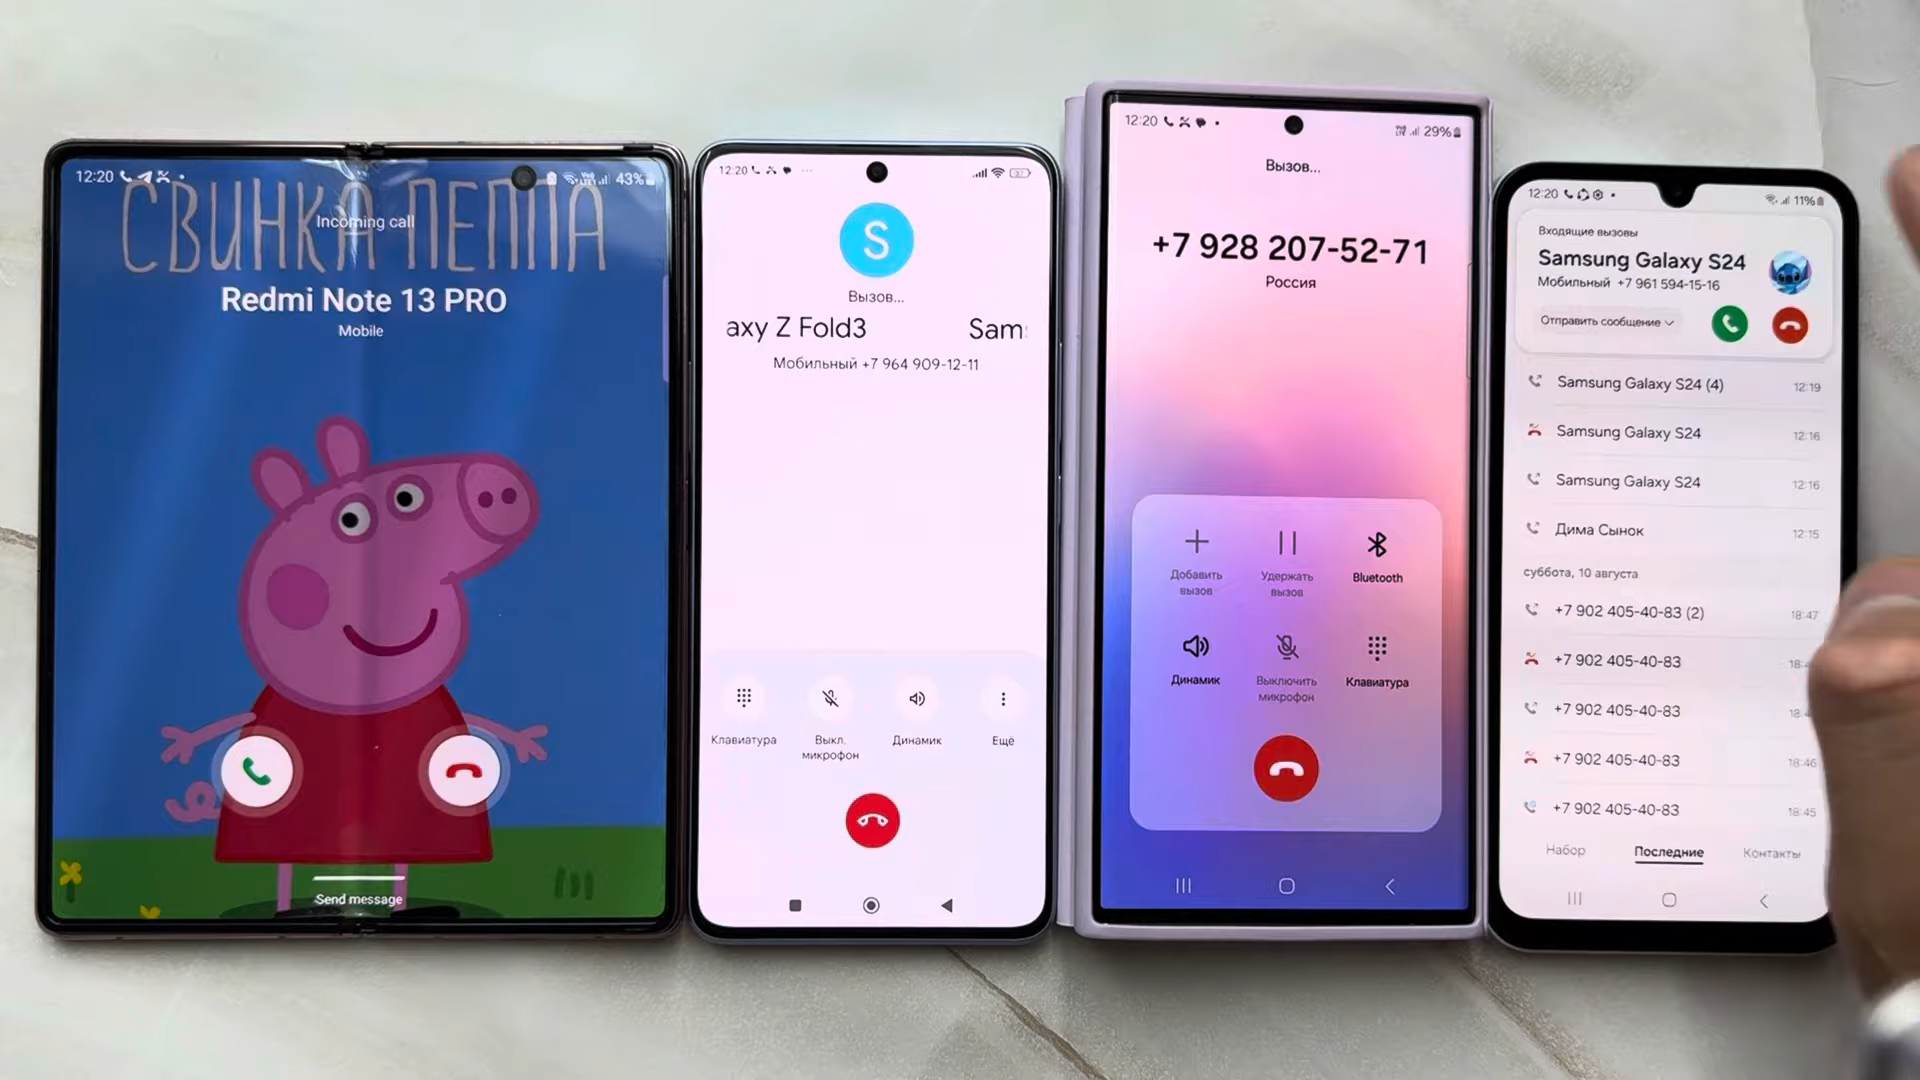 12:20
43%
СВИНКА ПЕППА
Incoming call
Redmi Note 13 PRO
Mobile
Send message
12:20
S
Вызов...
axy Z Fold3 Sam
Мобильный +7 964 909-12-11
Клавиатура
Выкл. микрофон
Динамик
Ещё
12:20
29%
Вызов...
+7 928 207-52-71
Россия
Добавить вызов
Удержать вызов
Bluetooth
Динамик
Выключить микрофон
Клавиатура
12:20
11%
Входящие вызовы
Samsung Galaxy S24
Мобильный +7 961 594-15-16
Отправить сообщение
Samsung Galaxy S24 (4) 12:19
Samsung Galaxy S24 12:16
Samsung Galaxy S24 12:16
Дима Сынок 12:15
суббота, 10 августа
+7 902 405-40-83 (2) 18:47
+7 902 405-40-83
+7 902 405-40-83
+7 902 405-40-83 18:46
+7 902 405-40-83 18:45
Набор Последние Контакты